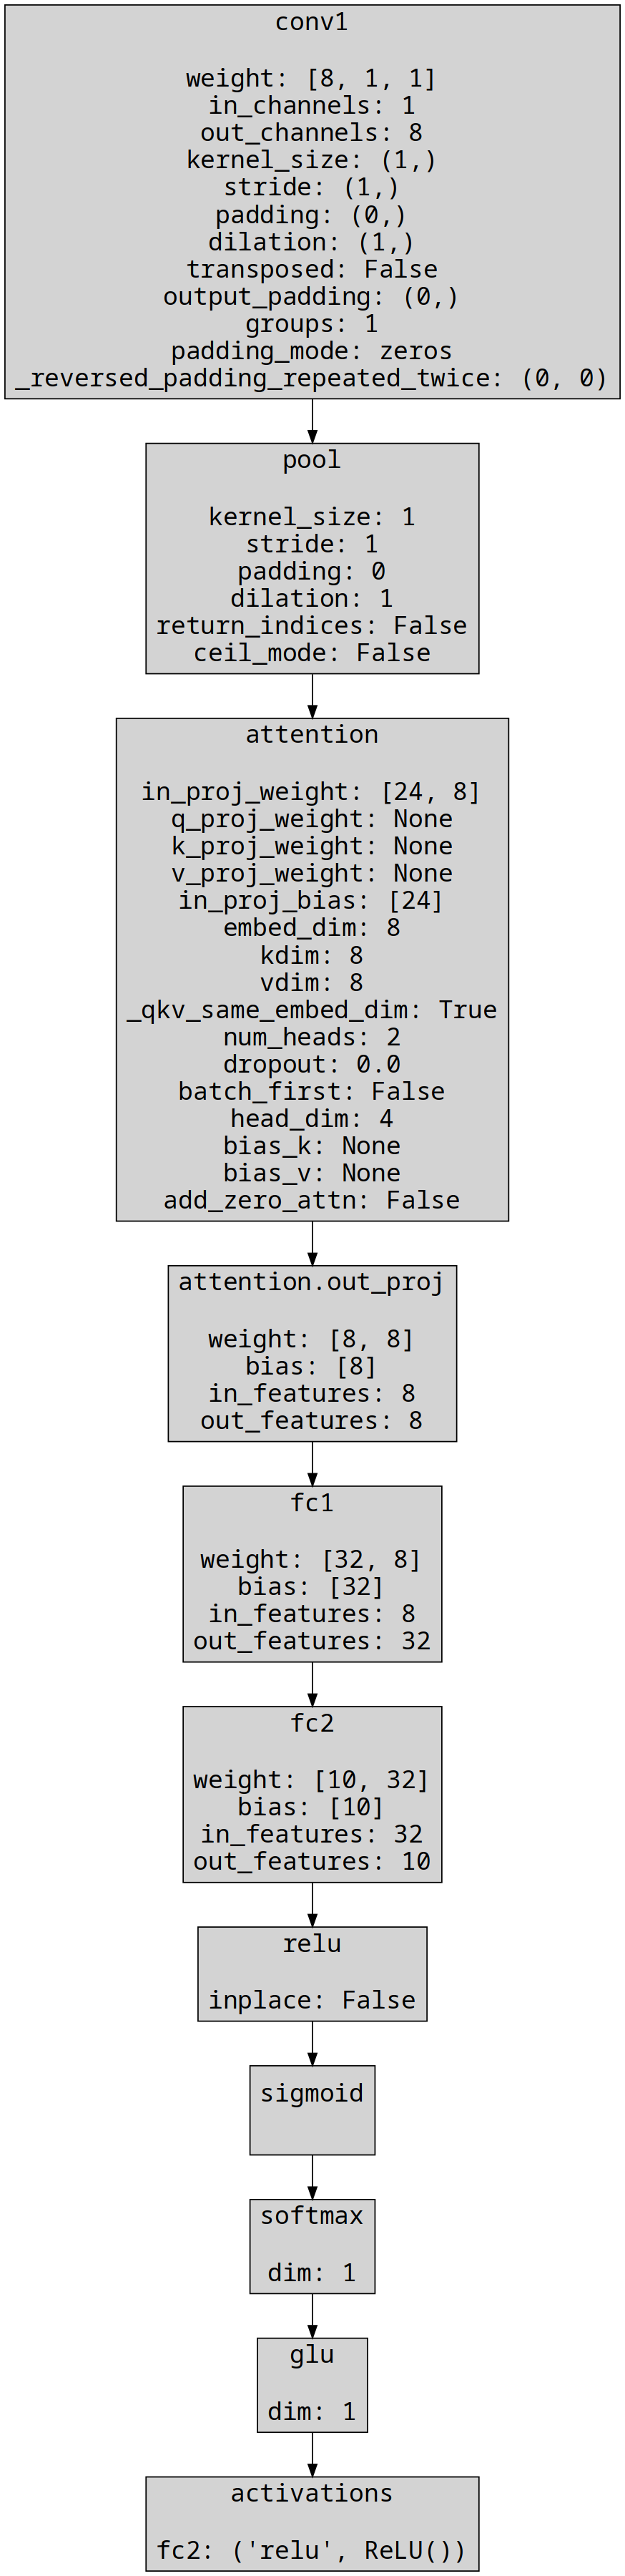 conv1
weight: [8, 1, 1]
in_channels: 1
out_channels: 8
kernel_size: (1,)
stride: (1,)
padding: (0,)
dilation: (1,)
transposed: False
output_padding: (0,)
groups: 1
padding_mode: zeros
_reversed_padding_repeated_twice: (0, 0)
pool
kernel_size: 1
stride: 1
padding: 0
dilation: 1
return_indices: False
ceil_mode: False
attention
in_proj_weight: [24, 8]
q_proj_weight: None
k_proj_weight: None
v_proj_weight: None
in_proj_bias: [24]
embed_dim: 8
kdim: 8
vdim: 8
_qkv_same_embed_dim: True
num_heads: 2
dropout: 0.0
batch_first: False
head_dim: 4
bias_k: None
bias_v: None
add_zero_attn: False
attention.out_proj
weight: [8, 8]
bias: [8]
in_features: 8
out_features: 8
fc1
weight: [32, 8]
bias: [32]
in_features: 8
out_features: 32
fc2
weight: [10, 32]
bias: [10]
in_features: 32
out_features: 10
relu
inplace: False
sigmoid
softmax
dim: 1
glu
dim: 1
activations
fc2: ('relu', ReLU())